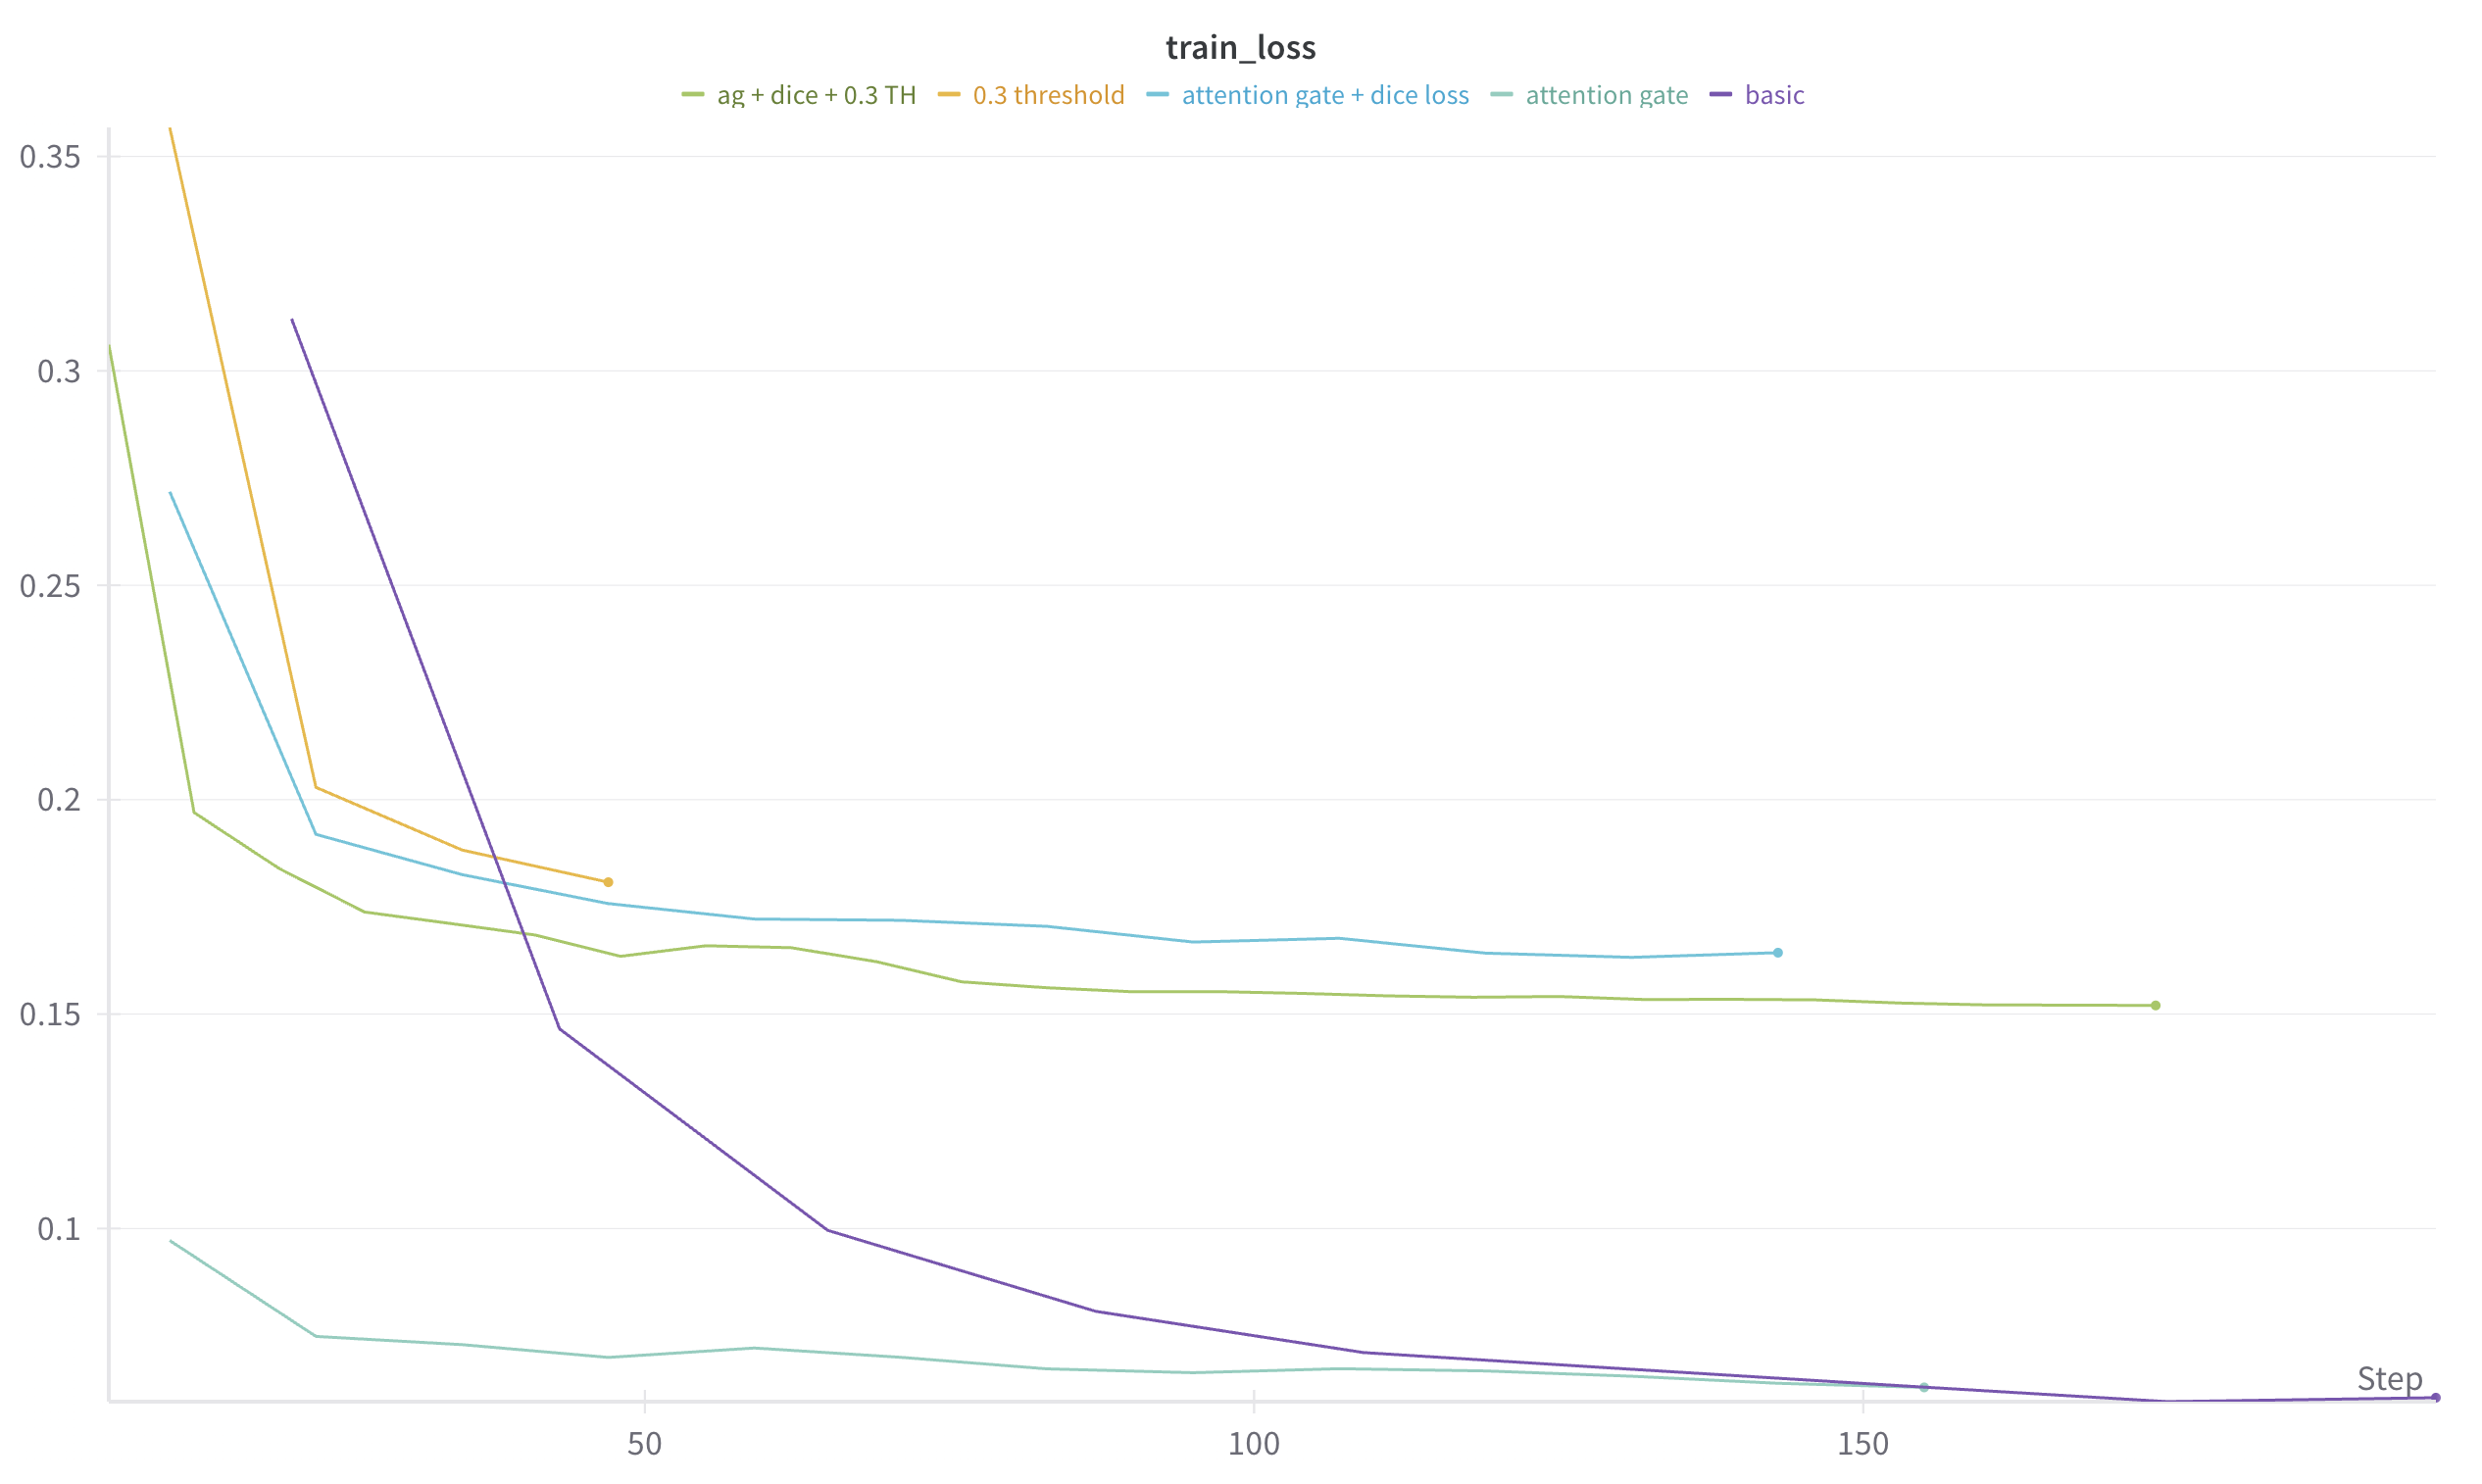 train_loss
ag + dice + 0.3 TH 0.3 threshold attention gate + dice loss attention gate basic
0.35
0.3
0.25
0.2
0.15
0.1
Step
50 100 150